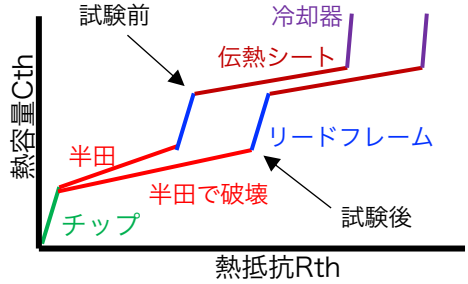 試験前
冷却器
伝熱シート
熱容量Cth
半田
リードフレーム
半田で破壊
チップ
試験後
熱抵抗Rth